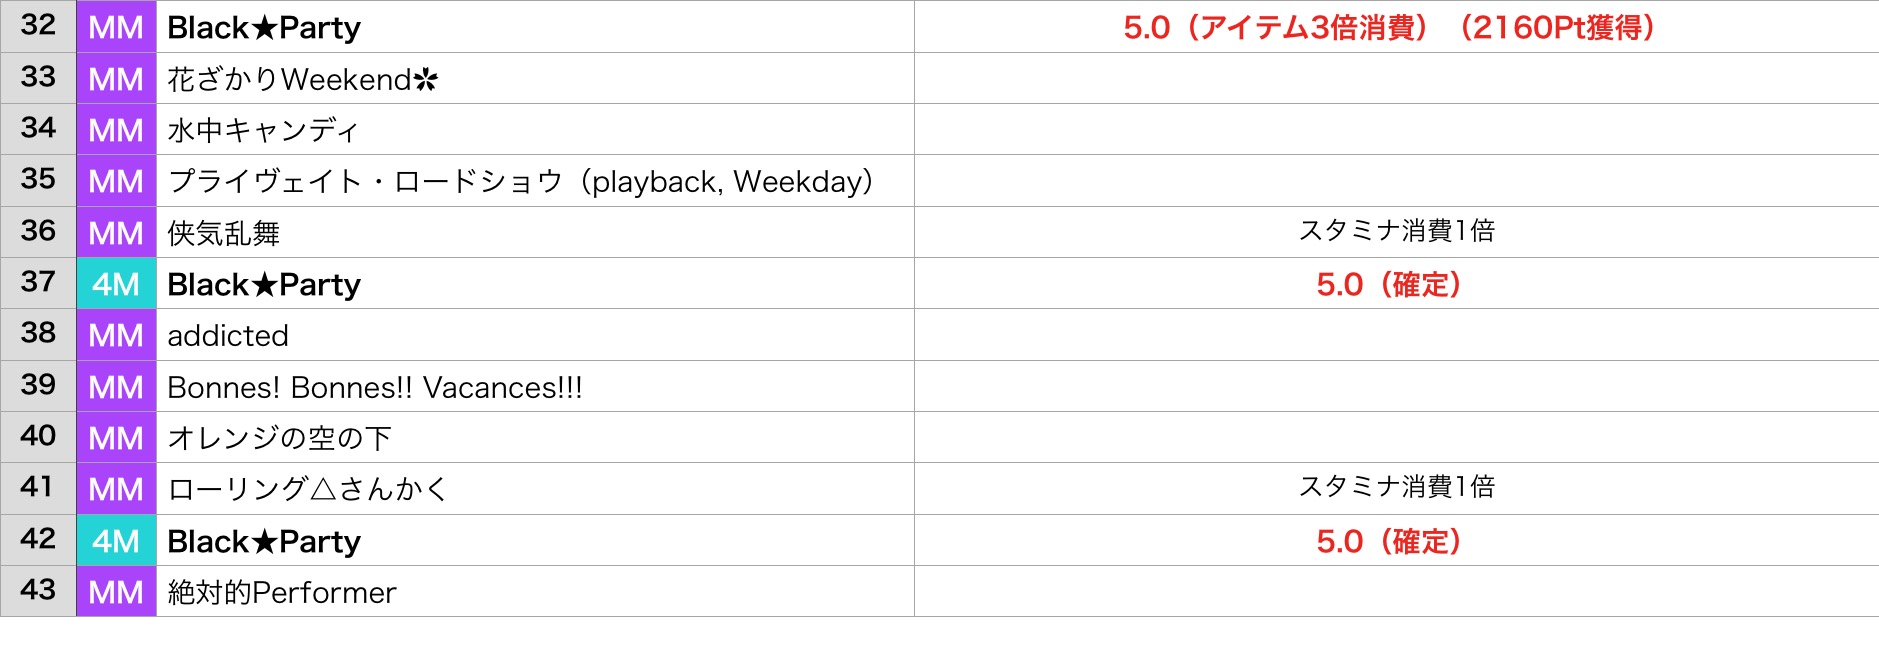 32 MM Black★Party 5.0（アイテム3倍消費）（2160Pt獲得）
33 MM 花ざかりWeekend✿
34 MM 水中キャンディ
35 MM プライヴェイト・ロードショウ（playback, Weekday）
36 MM 侠気乱舞 スタミナ消費1倍
37 4M Black★Party 5.0（確定）
38 MM addicted
39 MM Bonnes! Bonnes!! Vacances!!!
40 MM オレンジの空の下
41 MM ローリング△さんかく スタミナ消費1倍
42 4M Black★Party 5.0（確定）
43 MM 絶対的Performer